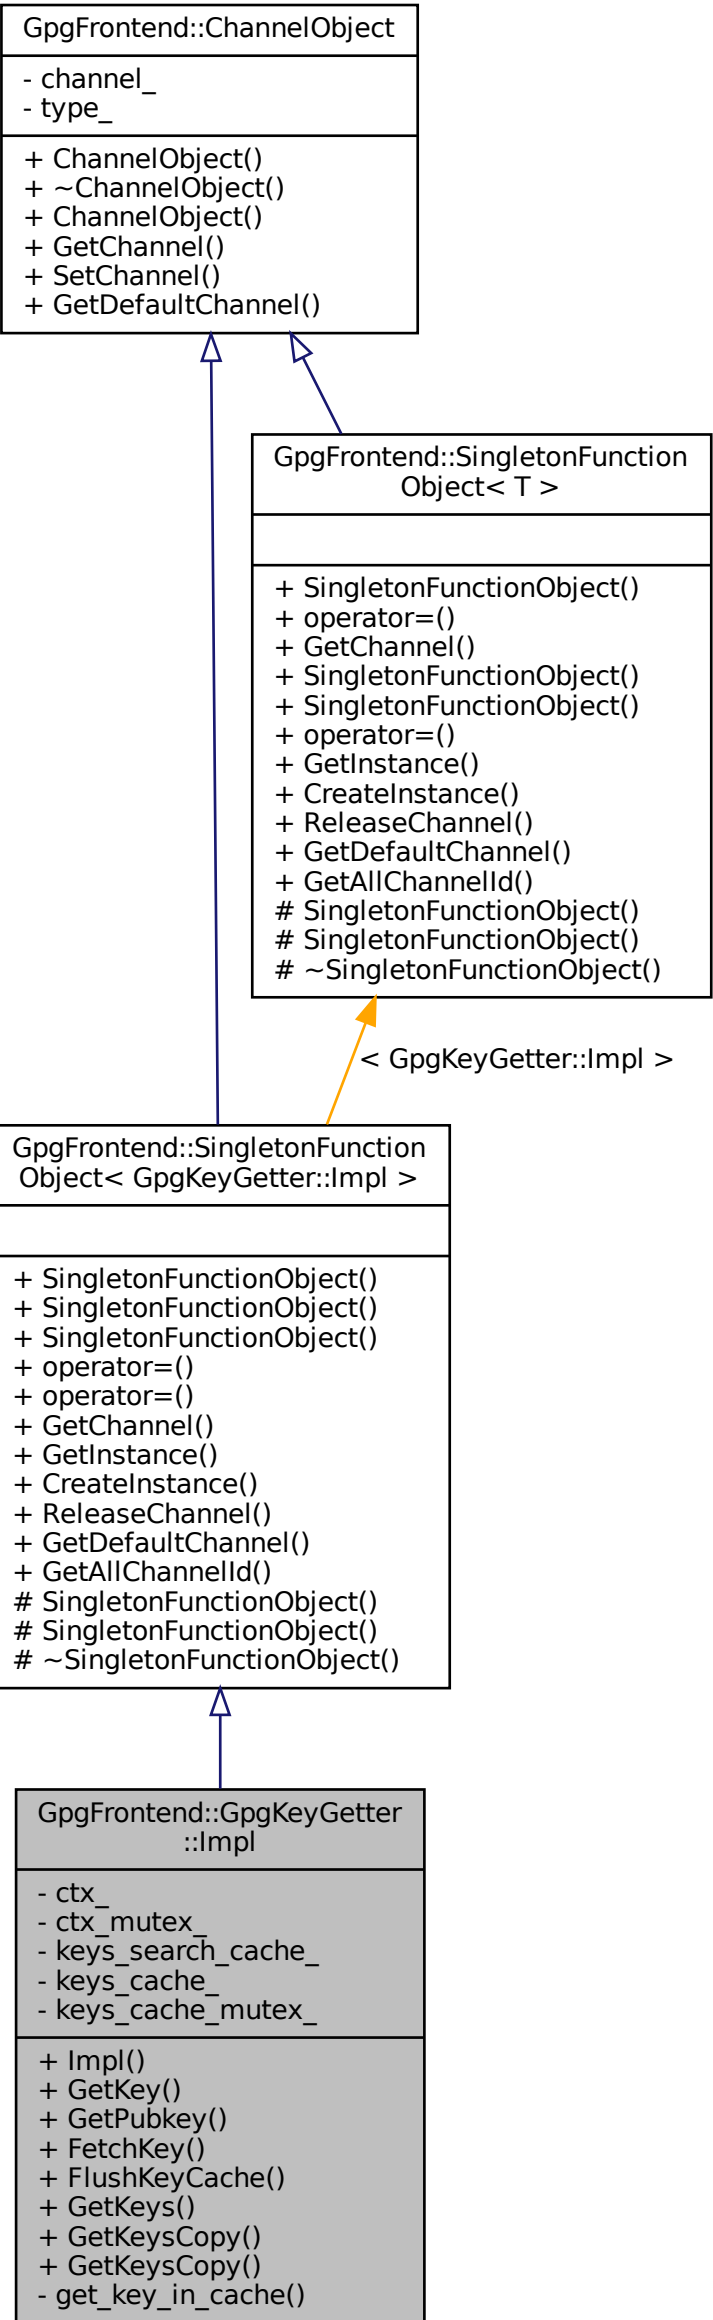 GpgFrontend::ChannelObject
- channel_
- type_
+ ChannelObject()
+ ~ChannelObject()
+ ChannelObject()
+ GetChannel()
+ SetChannel()
+ GetDefaultChannel()
GpgFrontend::SingletonFunction
Object< T >
+ SingletonFunctionObject()
+ operator=()
+ GetChannel()
+ SingletonFunctionObject()
+ SingletonFunctionObject()
+ operator=()
+ GetInstance()
+ CreateInstance()
+ ReleaseChannel()
+ GetDefaultChannel()
+ GetAllChannelId()
# SingletonFunctionObject()
# SingletonFunctionObject()
# ~SingletonFunctionObject()
< GpgKeyGetter::Impl >
GpgFrontend::SingletonFunction
Object< GpgKeyGetter::Impl >
+ SingletonFunctionObject()
+ SingletonFunctionObject()
+ SingletonFunctionObject()
+ operator=()
+ operator=()
+ GetChannel()
+ GetInstance()
+ CreateInstance()
+ ReleaseChannel()
+ GetDefaultChannel()
+ GetAllChannelId()
# SingletonFunctionObject()
# SingletonFunctionObject()
# ~SingletonFunctionObject()
GpgFrontend::GpgKeyGetter
::Impl
- ctx_
- ctx_mutex_
- keys_search_cache_
- keys_cache_
- keys_cache_mutex_
+ Impl()
+ GetKey()
+ GetPubkey()
+ FetchKey()
+ FlushKeyCache()
+ GetKeys()
+ GetKeysCopy()
+ GetKeysCopy()
- get_key_in_cache()